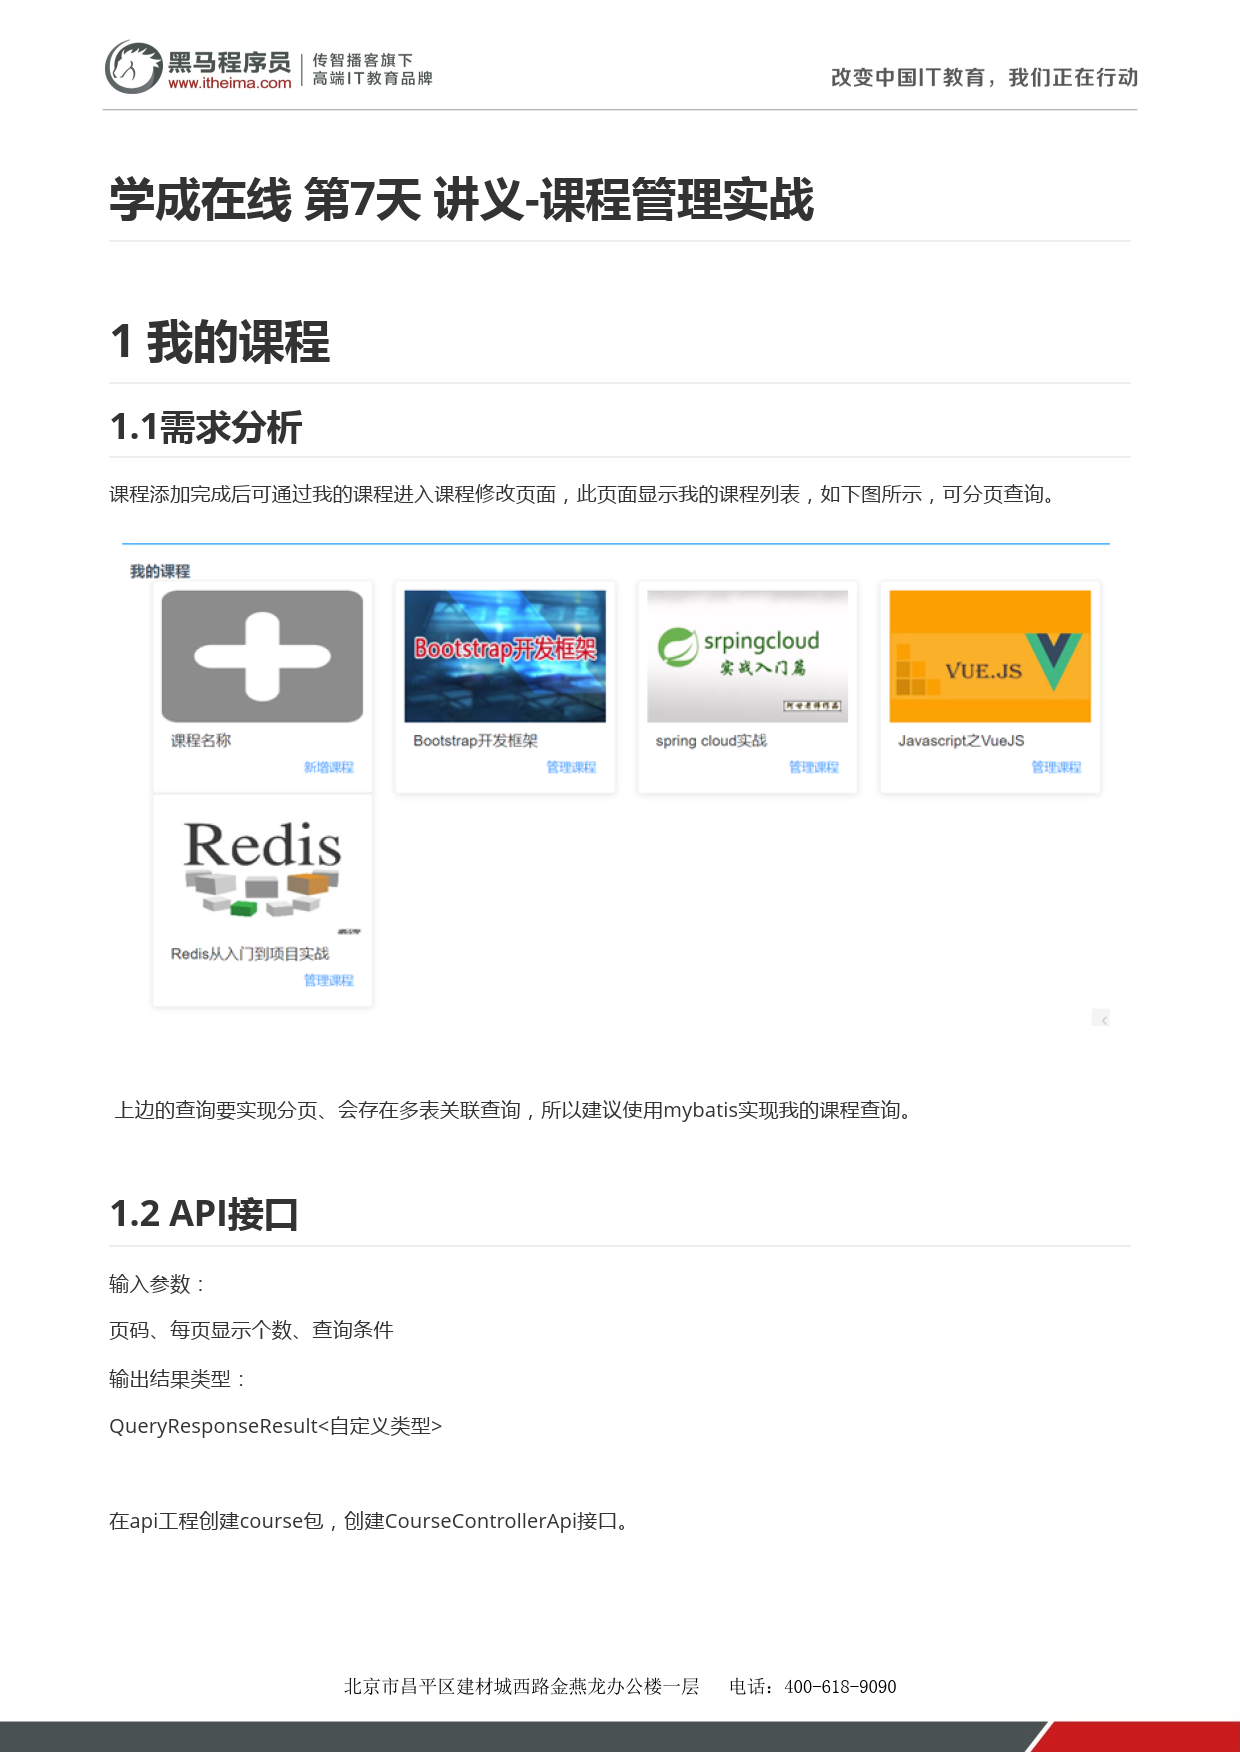 黑马程序员
www.itheima.com
传智播客旗下
高端IT教育品牌
改变中国IT教育，我们正在行动
学成在线 第7天 讲义-课程管理实战
1 我的课程
1.1需求分析
课程添加完成后可通过我的课程进入课程修改页面，此页面显示我的课程列表，如下图所示，可分页查询。
我的课程
Bootstrap开发框架
srpingcloud
实战入门篇
VUE.JS
课程名称
Bootstrap开发框架
spring cloud实战
Javascript之VueJS
新增课程
管理课程
管理课程
管理课程
Redis
Redis从入门到项目实战
管理课程
上边的查询要实现分页、会存在多表关联查询，所以建议使用mybatis实现我的课程查询。
1.2 API接口
输入参数：
页码、每页显示个数、查询条件
输出结果类型：
QueryResponseResult<自定义类型>
在api工程创建course包，创建CourseControllerApi接口。
北京市昌平区建材城西路金燕龙办公楼一层 电话：400-618-9090